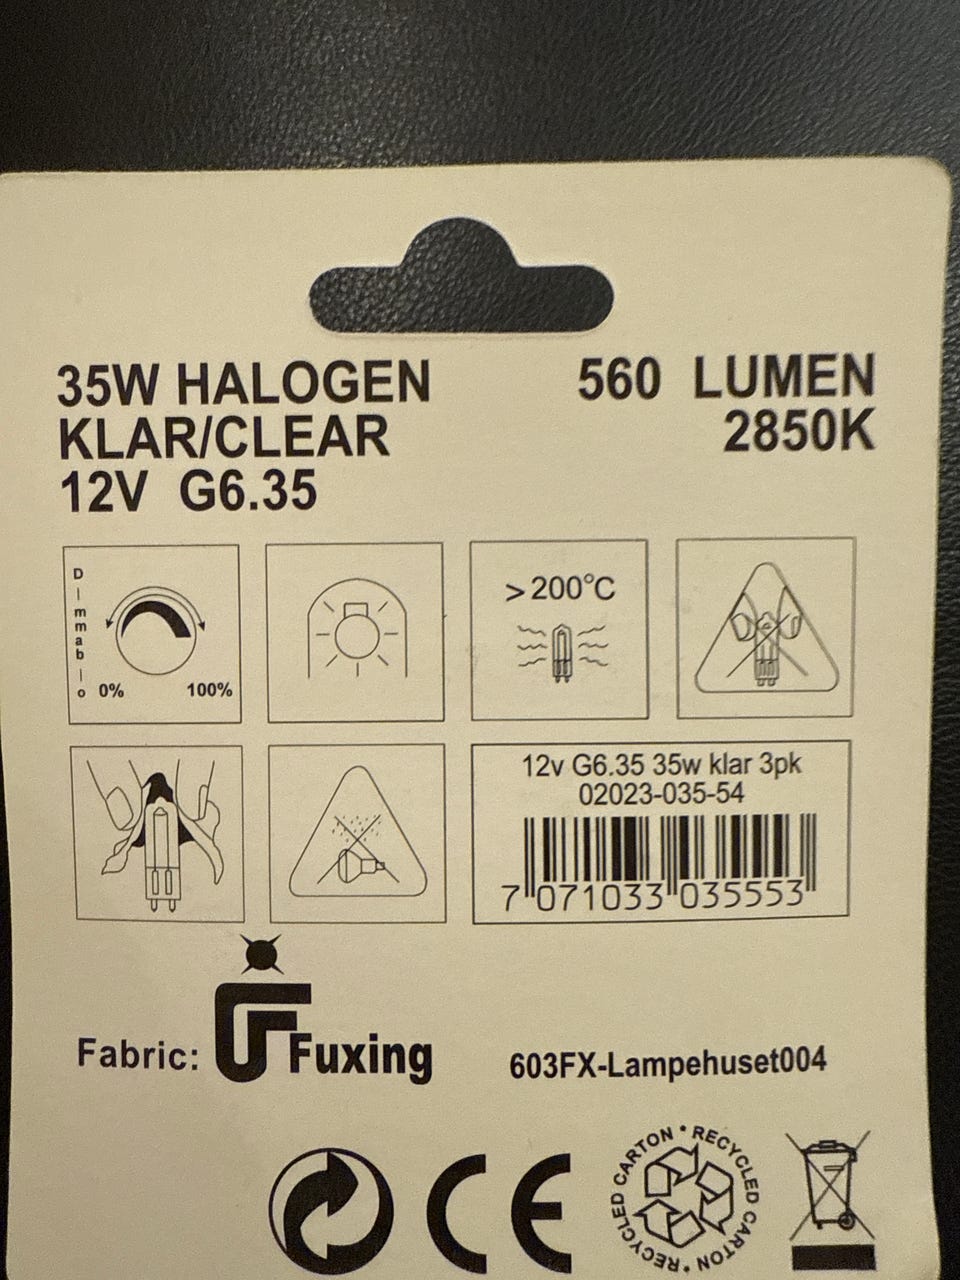 35W HALOGEN
KLAR/CLEAR
12V G6.35
560 LUMEN
2850K
Dimmable
0% 100%
>200°C
12v G6.35 35w klar 3pk
02023-035-54
7 071033 035553
Fabric: Fuxing
603FX-Lampehuset004
CE
RECYCLED CARTON • RECYCLED CARTON •